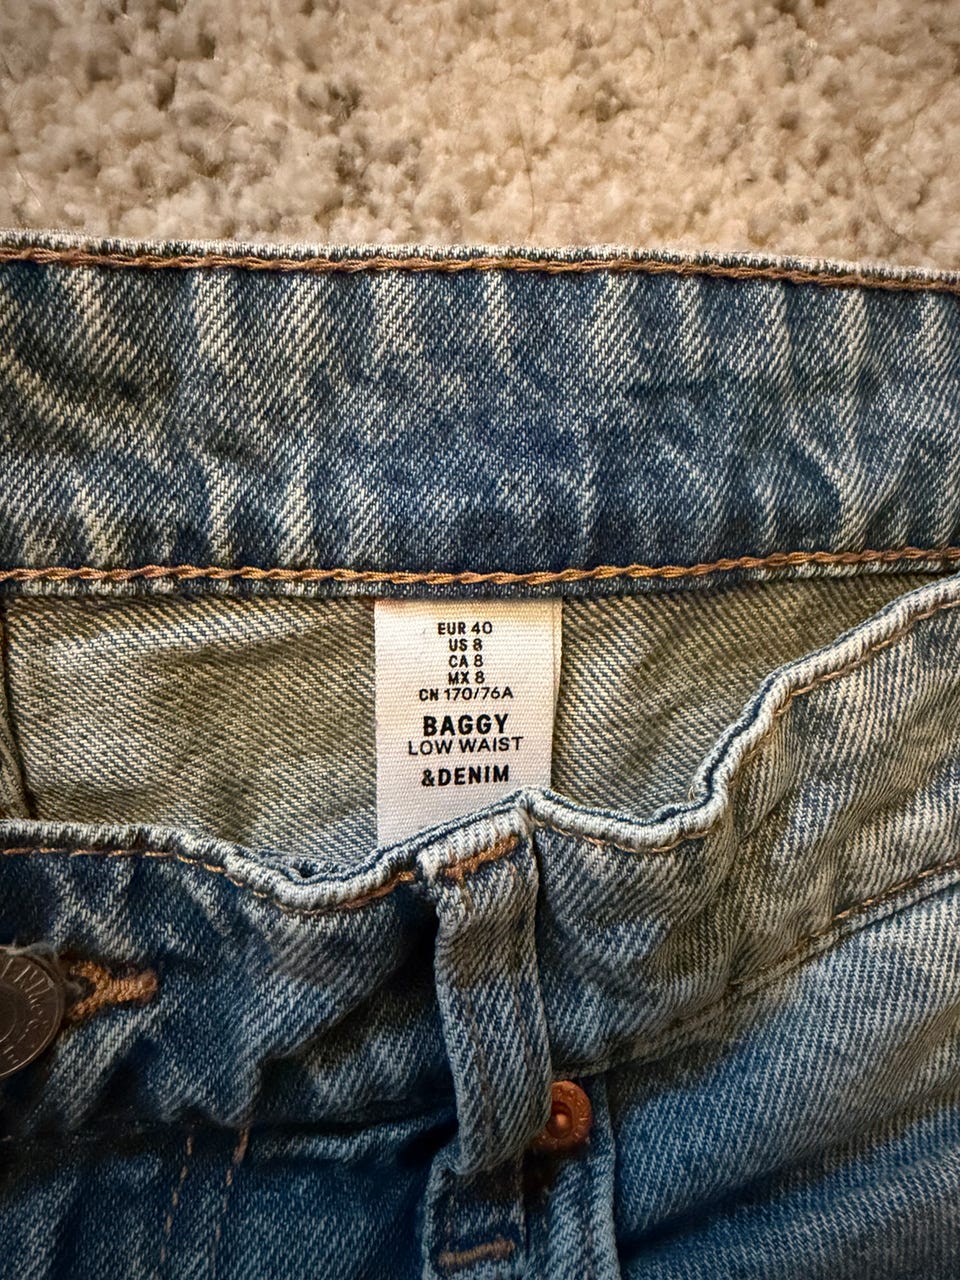 EUR 40
US 8
CA 8
MX 8
CN 170/76A
BAGGY
LOW WAIST
&DENIM